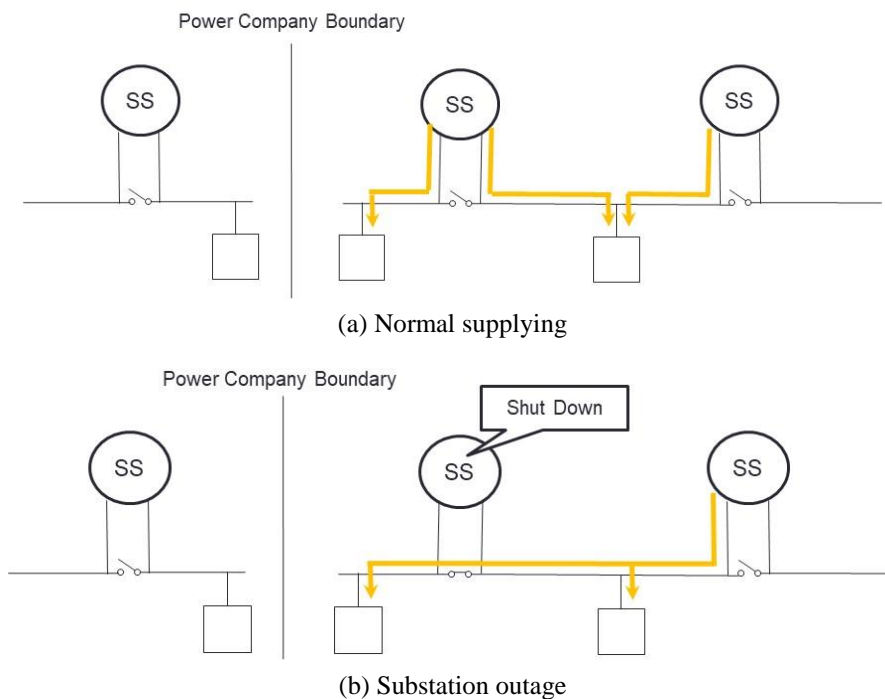 Power Company Boundary
SS
SS
SS
(a) Normal supplying
Power Company Boundary
Shut Down
SS
SS
SS
(b) Substation outage